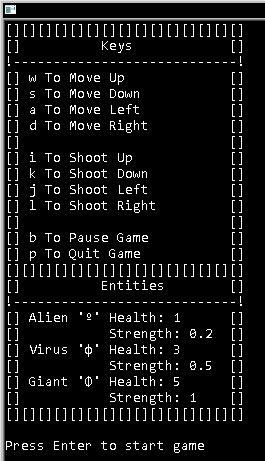 [][][][][][][][][][][][][][][]
[] Keys []
!----------------------------!
[] w To Move Up []
[] s To Move Down []
[] a To Move Left []
[] d To Move Right []
[] []
[] i To Shoot Up []
[] k To Shoot Down []
[] j To Shoot Left []
[] l To Shoot Right []
[] []
[] b To Pause Game []
[] p To Quit Game []
[][][][][][][][][][][][][][][]
[] Entities []
!----------------------------!
[] Alien 'º' Health: 1 []
[] Strength: 0.2 []
[] Virus 'φ' Health: 3 []
[] Strength: 0.5 []
[] Giant 'Φ' Health: 5 []
[] Strength: 1 []
[][][][][][][][][][][][][][][]
Press Enter to start game